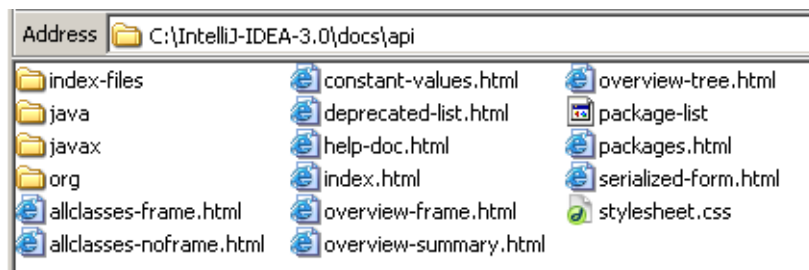 Address C:\IntelliJ-IDEA-3.0\docs\api
index-files
java
javax
org
allclasses-frame.html
allclasses-noframe.html
constant-values.html
deprecated-list.html
help-doc.html
index.html
overview-frame.html
overview-summary.html
overview-tree.html
package-list
packages.html
serialized-form.html
stylesheet.css